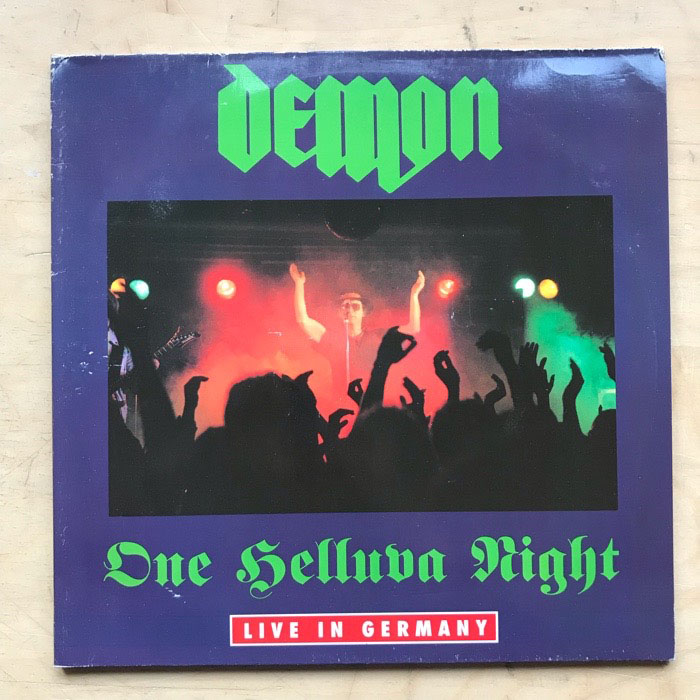 demon
One Helluva Night
LIVE IN GERMANY